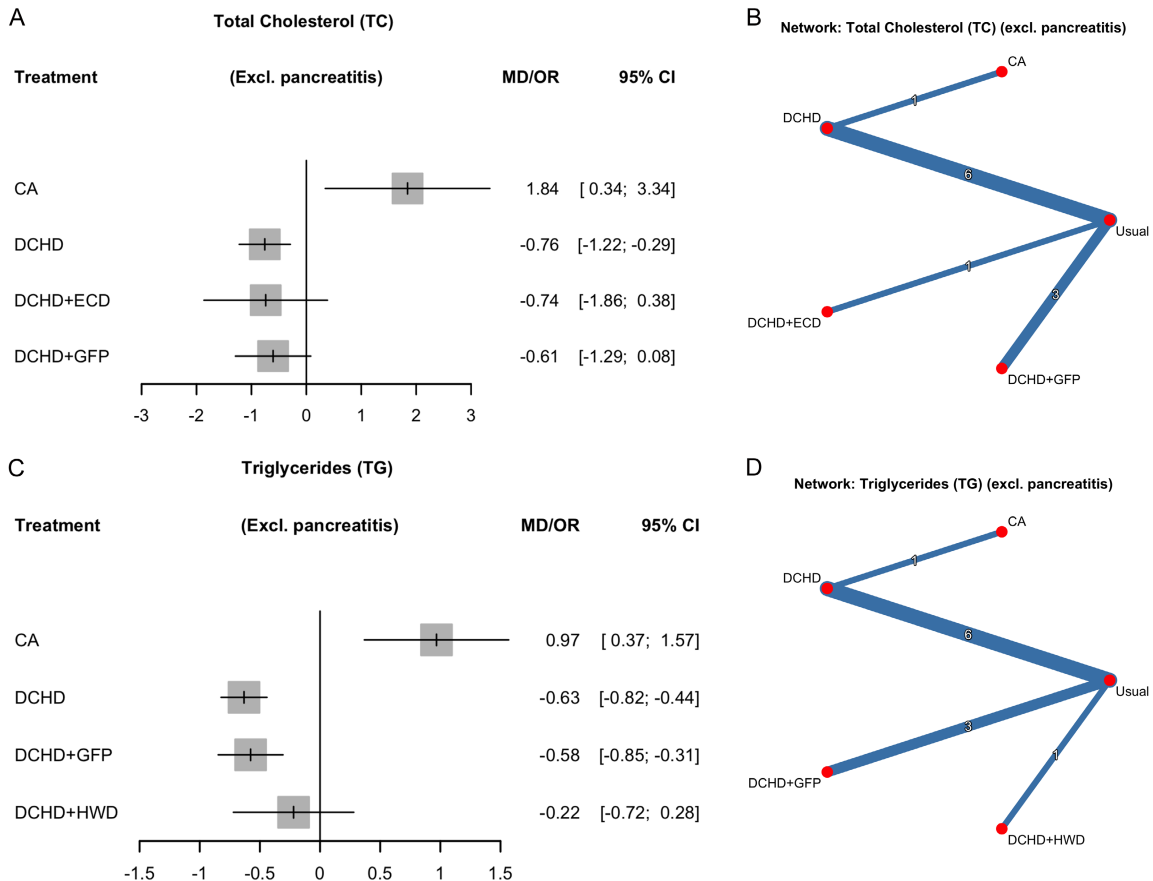 A
Total Cholesterol (TC)
Treatment (Excl. pancreatitis) MD/OR 95% CI
CA 1.84 [ 0.34; 3.34]
DCHD -0.76 [-1.22; -0.29]
DCHD+ECD -0.74 [-1.86; 0.38]
DCHD+GFP -0.61 [-1.29; 0.08]
-3 -2 -1 0 1 2 3
B
Network: Total Cholesterol (TC) (excl. pancreatitis)
CA
1
DCHD
6
Usual
1
3
DCHD+ECD
DCHD+GFP
C
Triglycerides (TG)
Treatment (Excl. pancreatitis) MD/OR 95% CI
CA 0.97 [ 0.37; 1.57]
DCHD -0.63 [-0.82; -0.44]
DCHD+GFP -0.58 [-0.85; -0.31]
DCHD+HWD -0.22 [-0.72; 0.28]
-1.5 -1 -0.5 0 0.5 1 1.5
D
Network: Triglycerides (TG) (excl. pancreatitis)
CA
1
DCHD
6
Usual
3
1
DCHD+GFP
DCHD+HWD